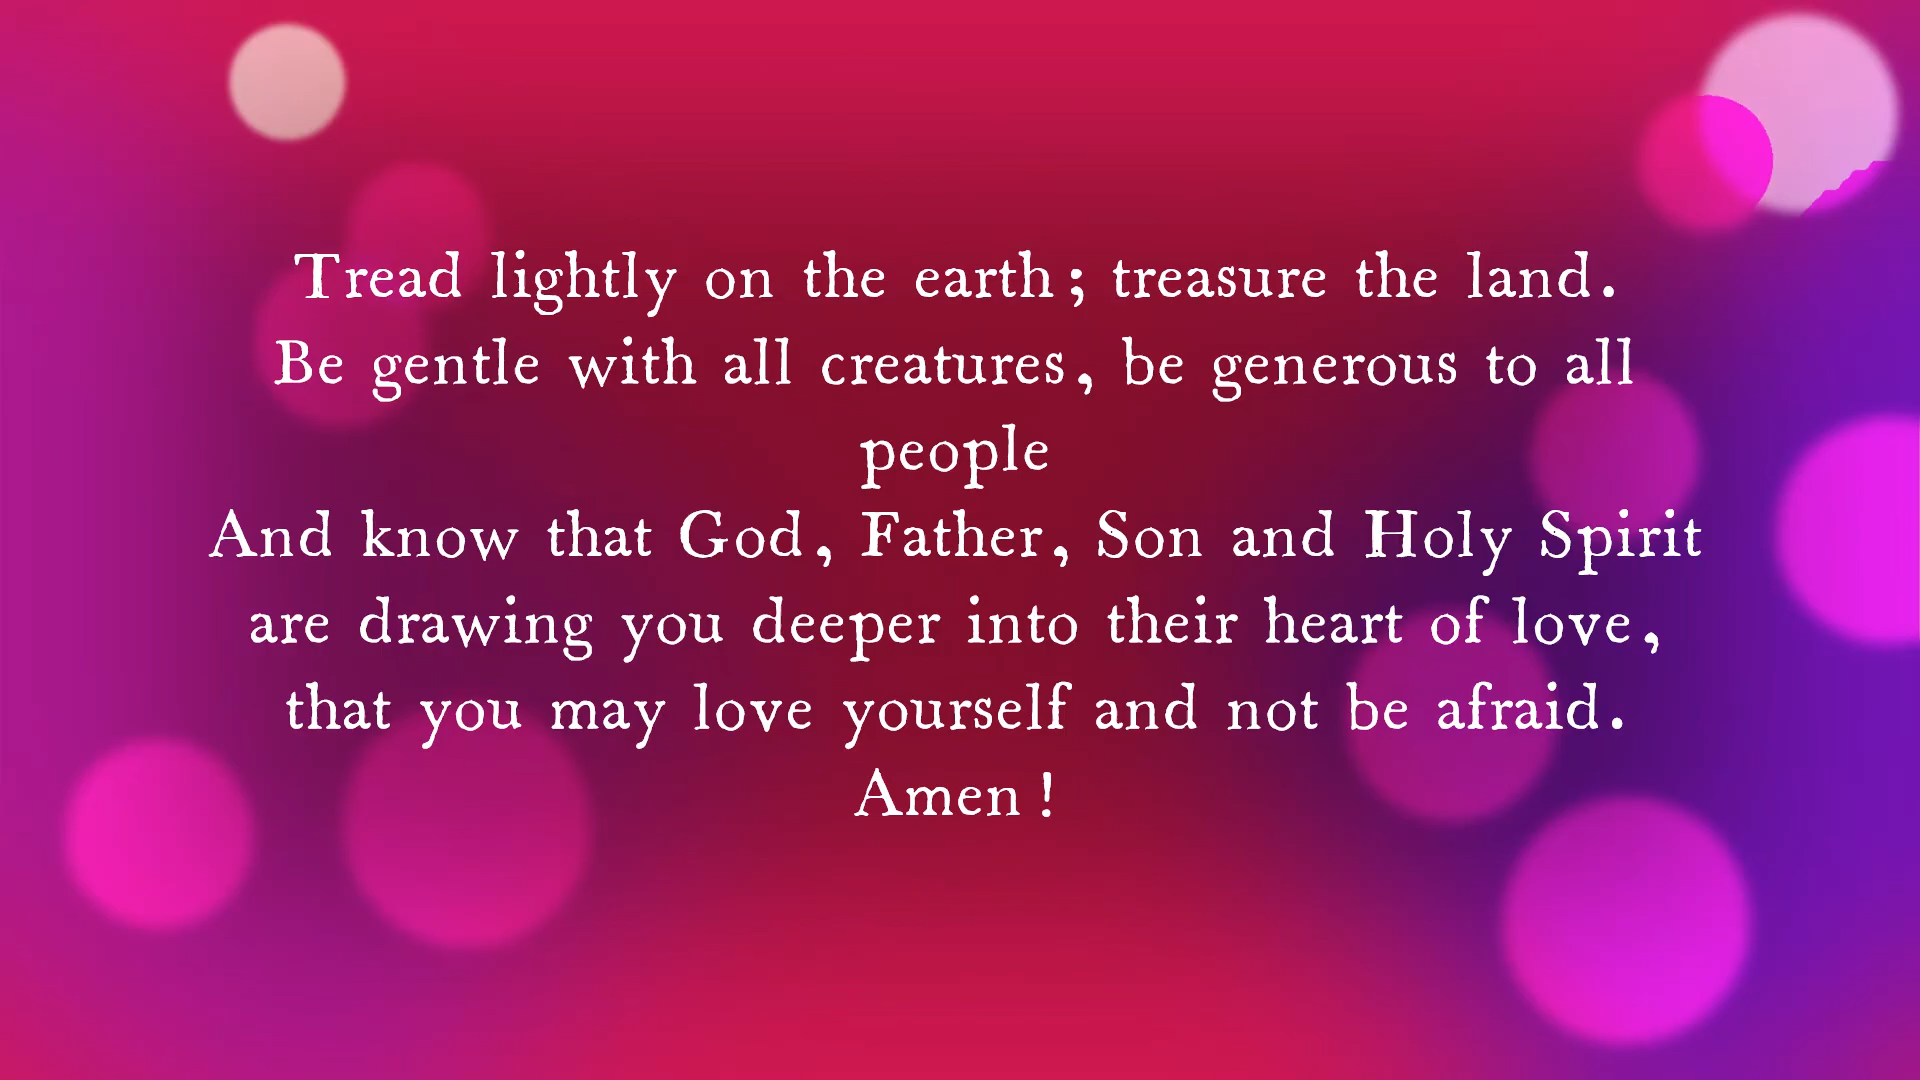 Tread lightly on the earth; treasure the land.
Be gentle with all creatures, be generous to all
people
And know that God, Father, Son and Holy Spirit
are drawing you deeper into their heart of love,
that you may love yourself and not be afraid.
Amen!